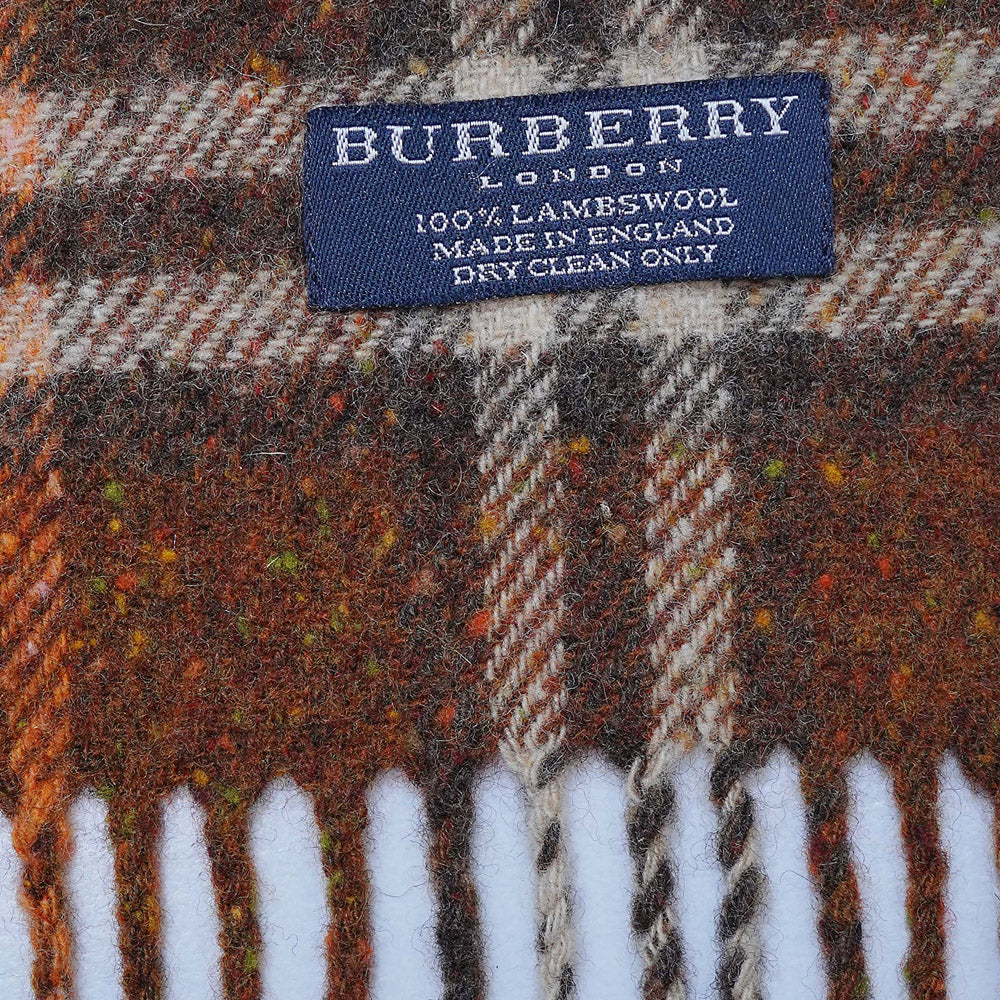 BURBERRY
LONDON
100% LAMBSWOOL
MADE IN ENGLAND
DRY CLEAN ONLY